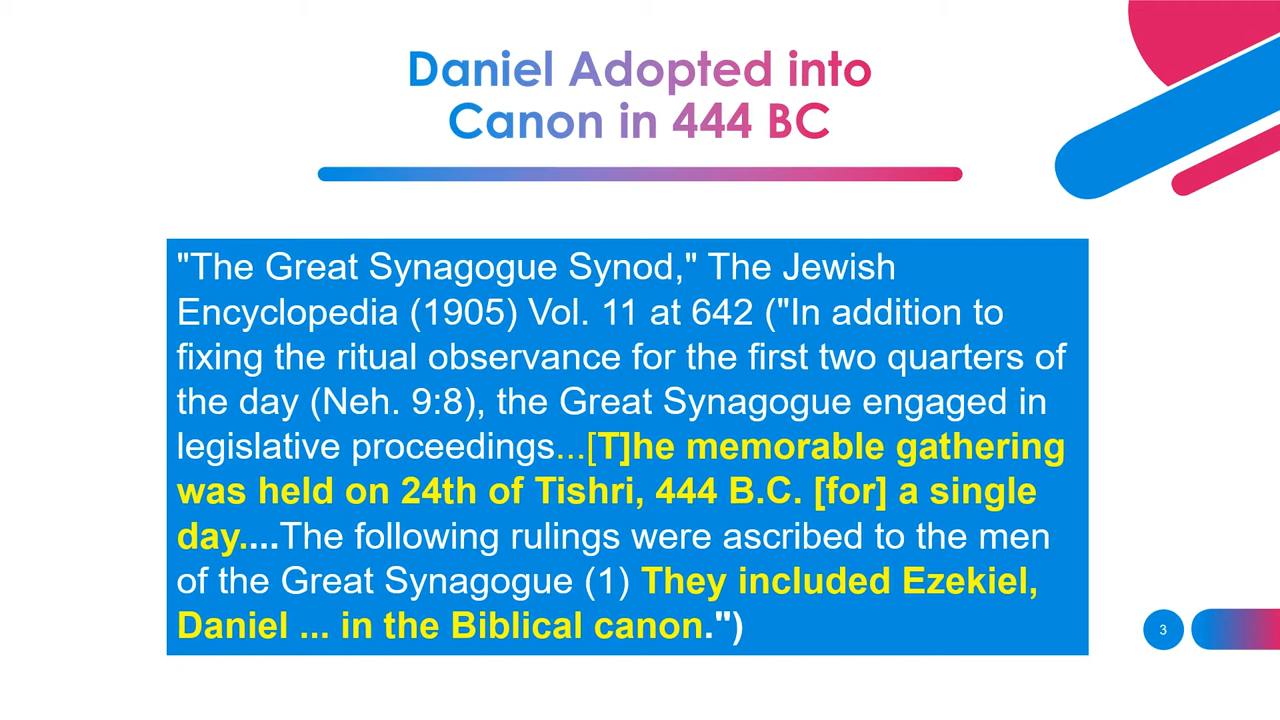 Daniel Adopted into
Canon in 444 BC
"The Great Synagogue Synod," The Jewish
Encyclopedia (1905) Vol. 11 at 642 ("In addition to
fixing the ritual observance for the first two quarters of
the day (Neh. 9:8), the Great Synagogue engaged in
legislative proceedings...[T]he memorable gathering
was held on 24th of Tishri, 444 B.C. [for] a single
day....The following rulings were ascribed to the men
of the Great Synagogue (1) They included Ezekiel,
Daniel ... in the Biblical canon.")
3